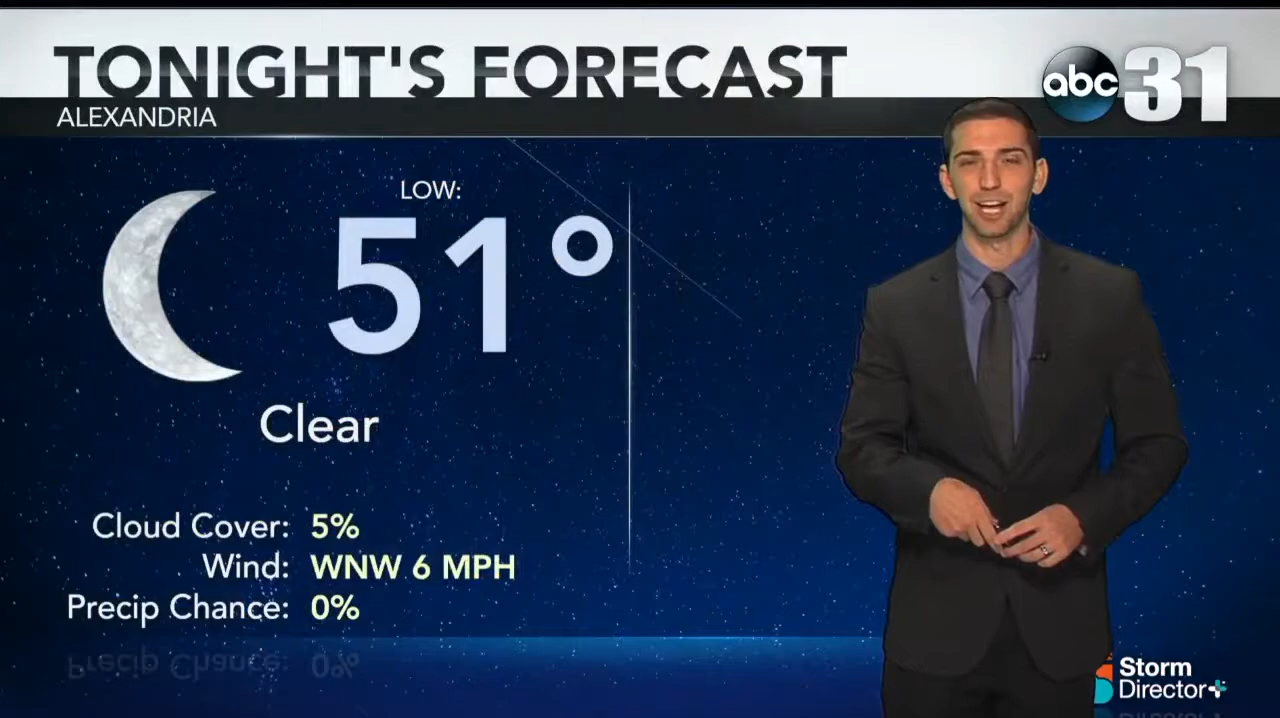 TONIGHT'S FORECAST
ALEXANDRIA
abc 31
LOW:
51°
Clear
Cloud Cover: 5%
Wind: WNW 6 MPH
Precip Chance: 0%
Storm
Director+